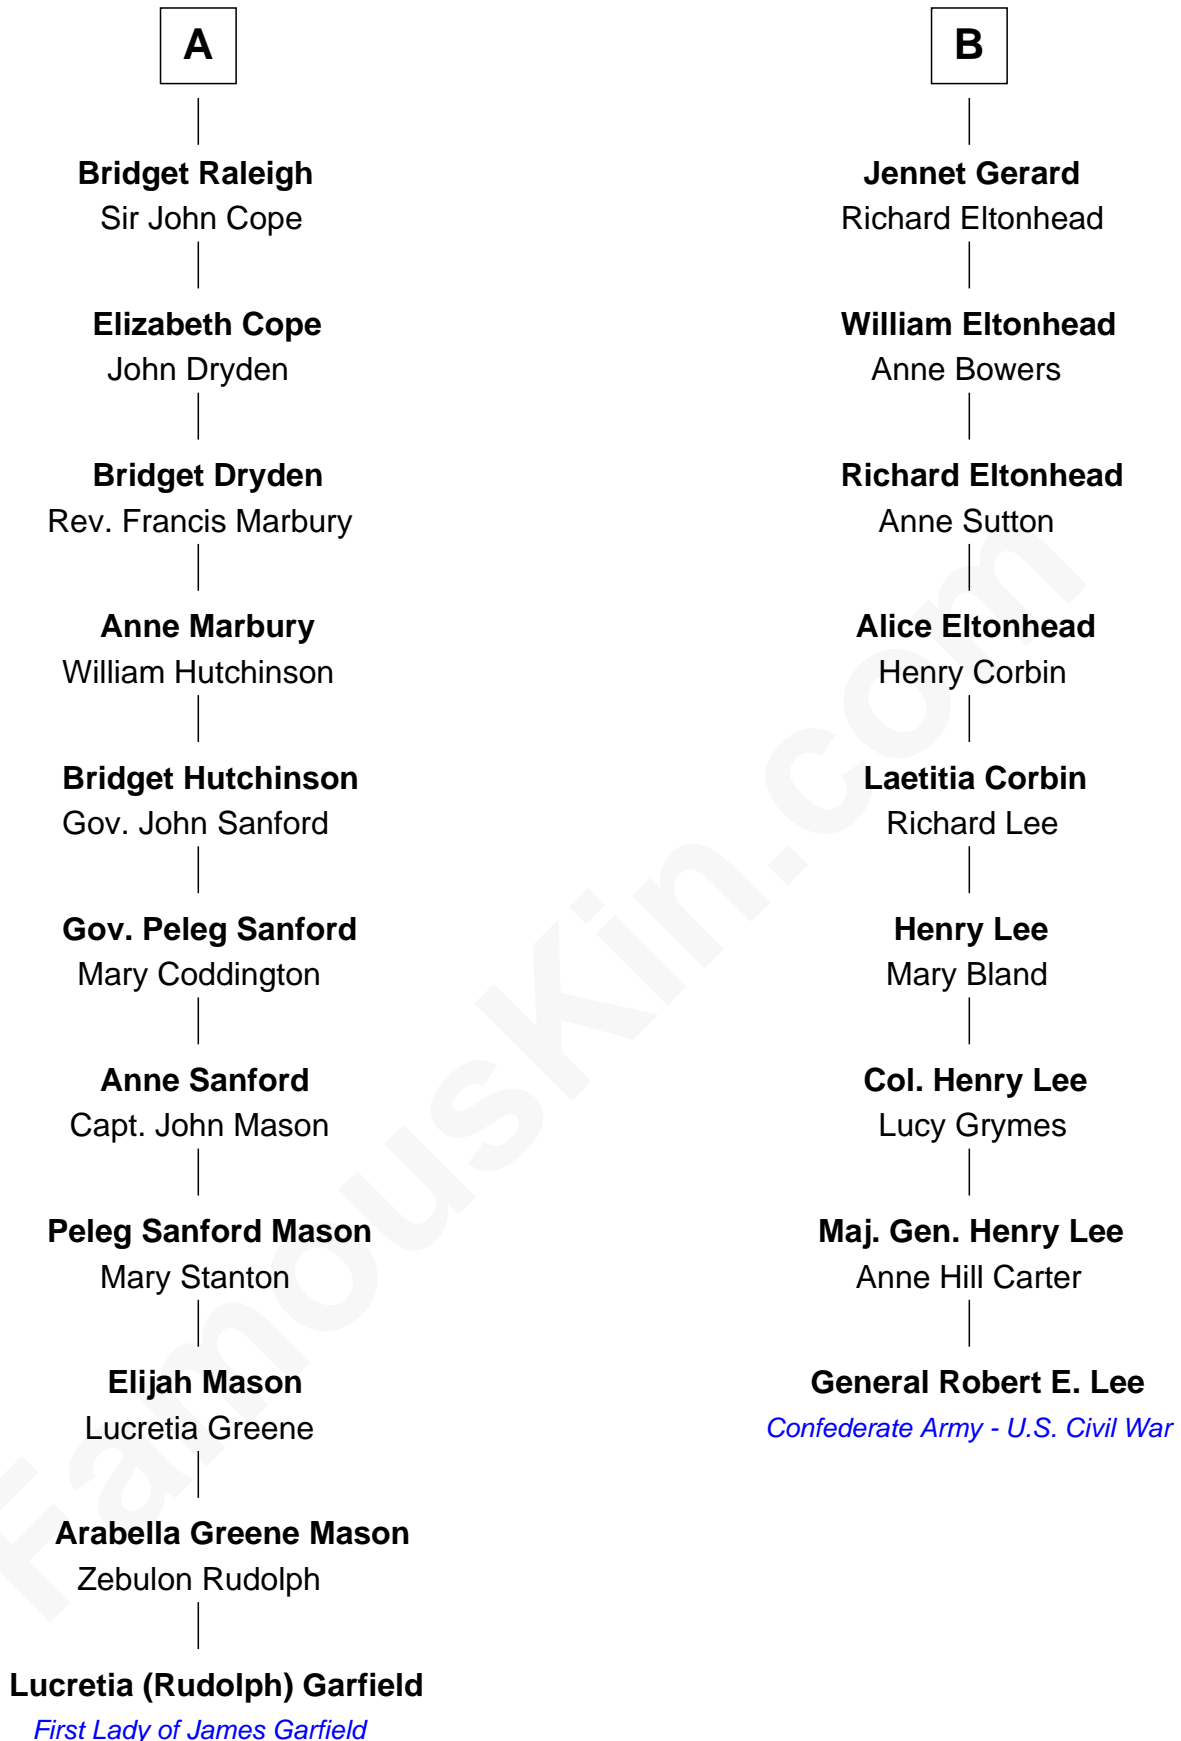 A
Bridget Raleigh
Sir John Cope
Elizabeth Cope
John Dryden
Bridget Dryden
Rev. Francis Marbury
Anne Marbury
William Hutchinson
Bridget Hutchinson
Gov. John Sanford
Gov. Peleg Sanford
Mary Coddington
Anne Sanford
Capt. John Mason
Peleg Sanford Mason
Mary Stanton
Elijah Mason
Lucretia Greene
Arabella Greene Mason
Zebulon Rudolph
Lucretia (Rudolph) Garfield
First Lady of James Garfield
B
Jennet Gerard
Richard Eltonhead
William Eltonhead
Anne Bowers
Richard Eltonhead
Anne Sutton
Alice Eltonhead
Henry Corbin
Laetitia Corbin
Richard Lee
Henry Lee
Mary Bland
Col. Henry Lee
Lucy Grymes
Maj. Gen. Henry Lee
Anne Hill Carter
General Robert E. Lee
Confederate Army - U.S. Civil War
FamousKin.com